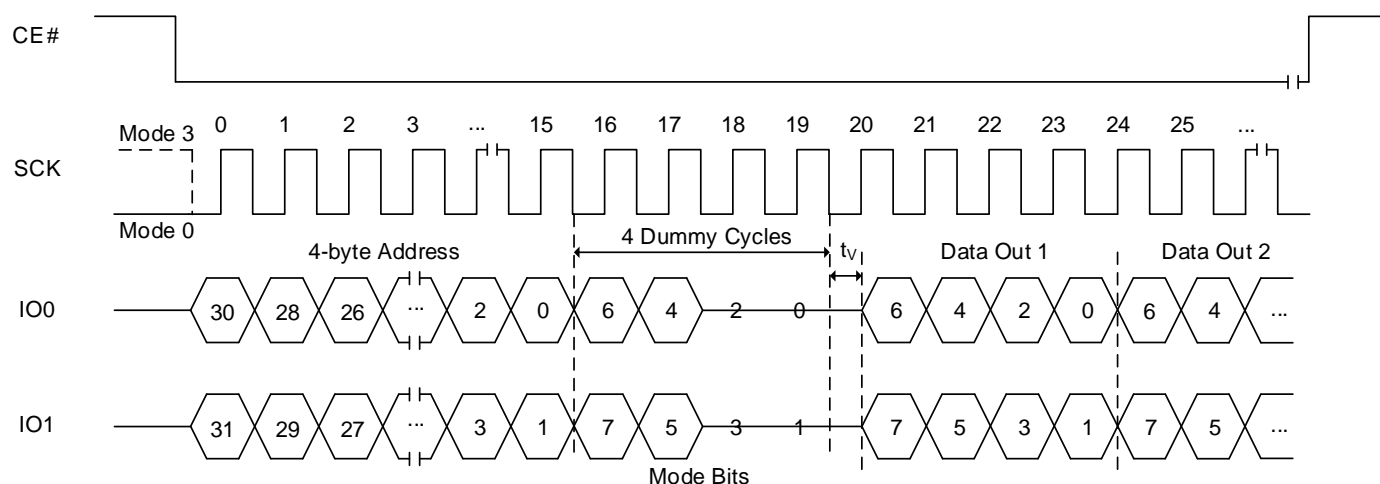 CE#
Mode 3 0 1 2 3 ... 15 16 17 18 19 20 21 22 23 24 25 ...
SCK
Mode 0
4-byte Address 4 Dummy Cycles tV Data Out 1 Data Out 2
IO0 30 28 26 ... 2 0 6 4 2 0 6 4 2 0 6 4 ...
IO1 31 29 27 ... 3 1 7 5 3 1 7 5 3 1 7 5 ...
Mode Bits